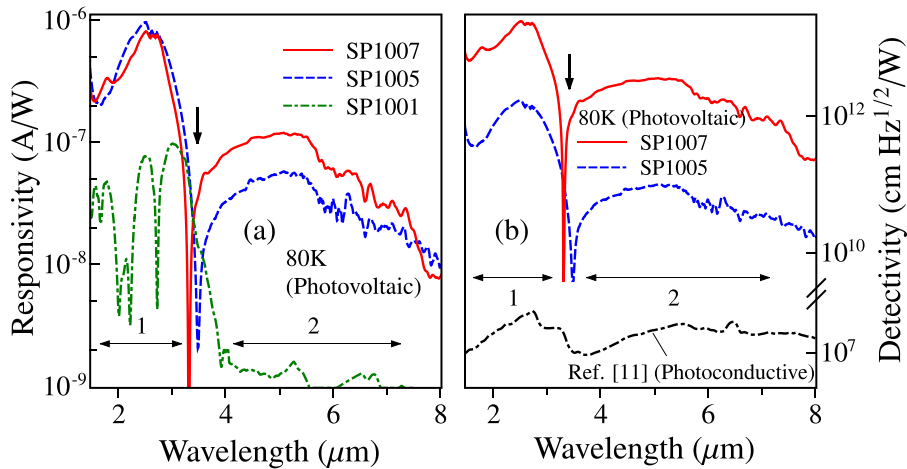 10^-6
10^-7
10^-8
10^-9
Responsivity (A/W)
SP1007
SP1005
SP1001
(a)
80K
(Photovoltaic)
1
2
2 4 6 8
Wavelength (μm)
80K (Photovoltaic)
SP1007
SP1005
(b)
1
2
Ref. [11] (Photoconductive)
2 4 6 8
Wavelength (μm)
10^12
10^10
10^7
Detectivity (cm Hz^1/2/W)